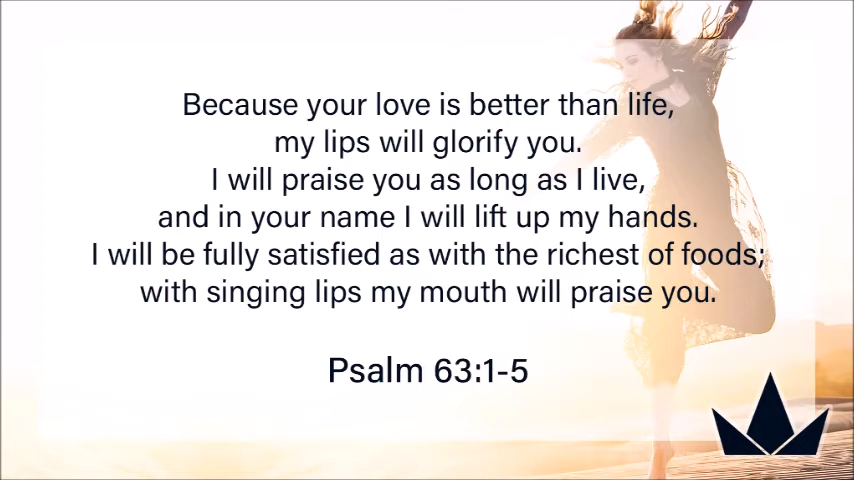 Because your love is better than life,
my lips will glorify you.
I will praise you as long as I live,
and in your name I will lift up my hands.
I will be fully satisfied as with the richest of foods;
with singing lips my mouth will praise you.
Psalm 63:1-5